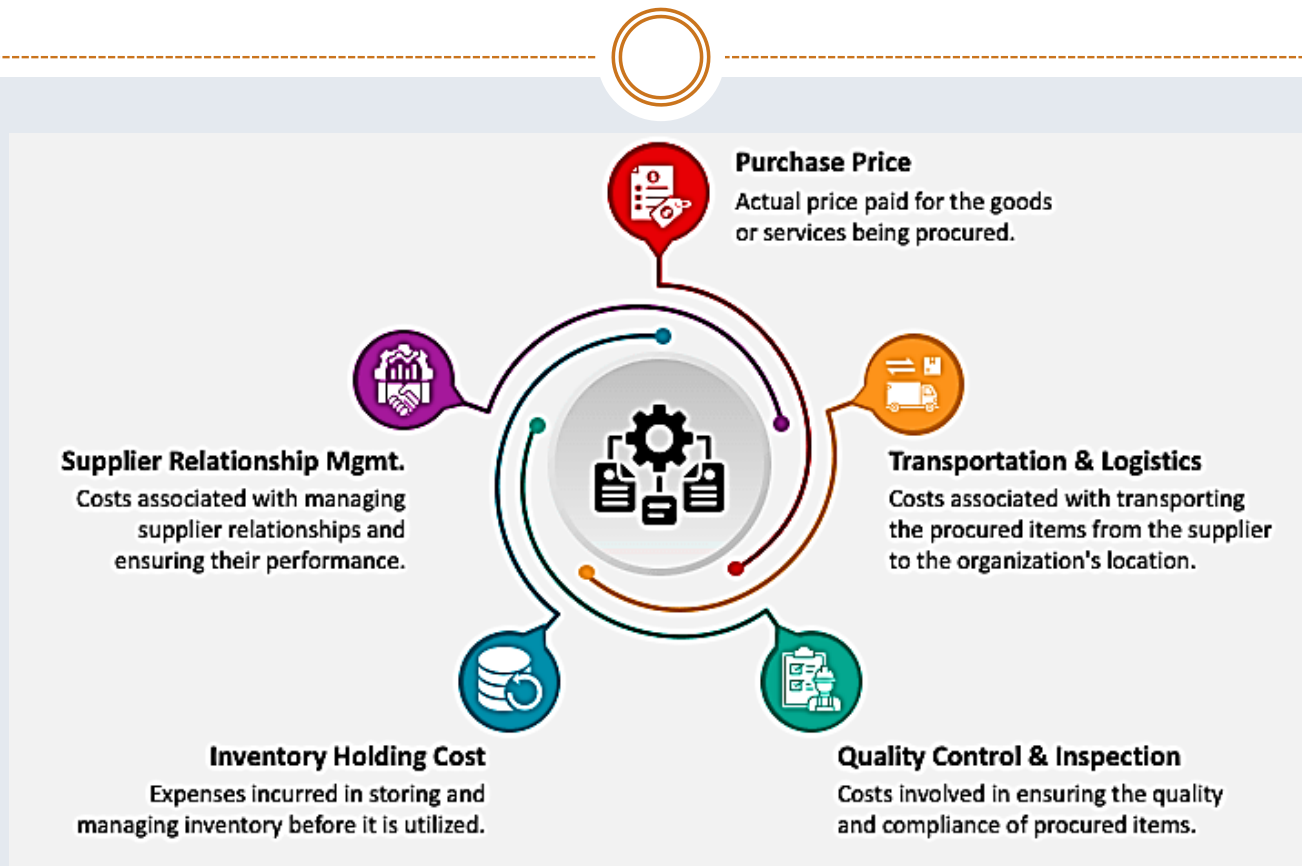 Purchase Price
Actual price paid for the goods
or services being procured.
Transportation & Logistics
Costs associated with transporting
the procured items from the supplier
to the organization's location.
Quality Control & Inspection
Costs involved in ensuring the quality
and compliance of procured items.
Inventory Holding Cost
Expenses incurred in storing and
managing inventory before it is utilized.
Supplier Relationship Mgmt.
Costs associated with managing
supplier relationships and
ensuring their performance.